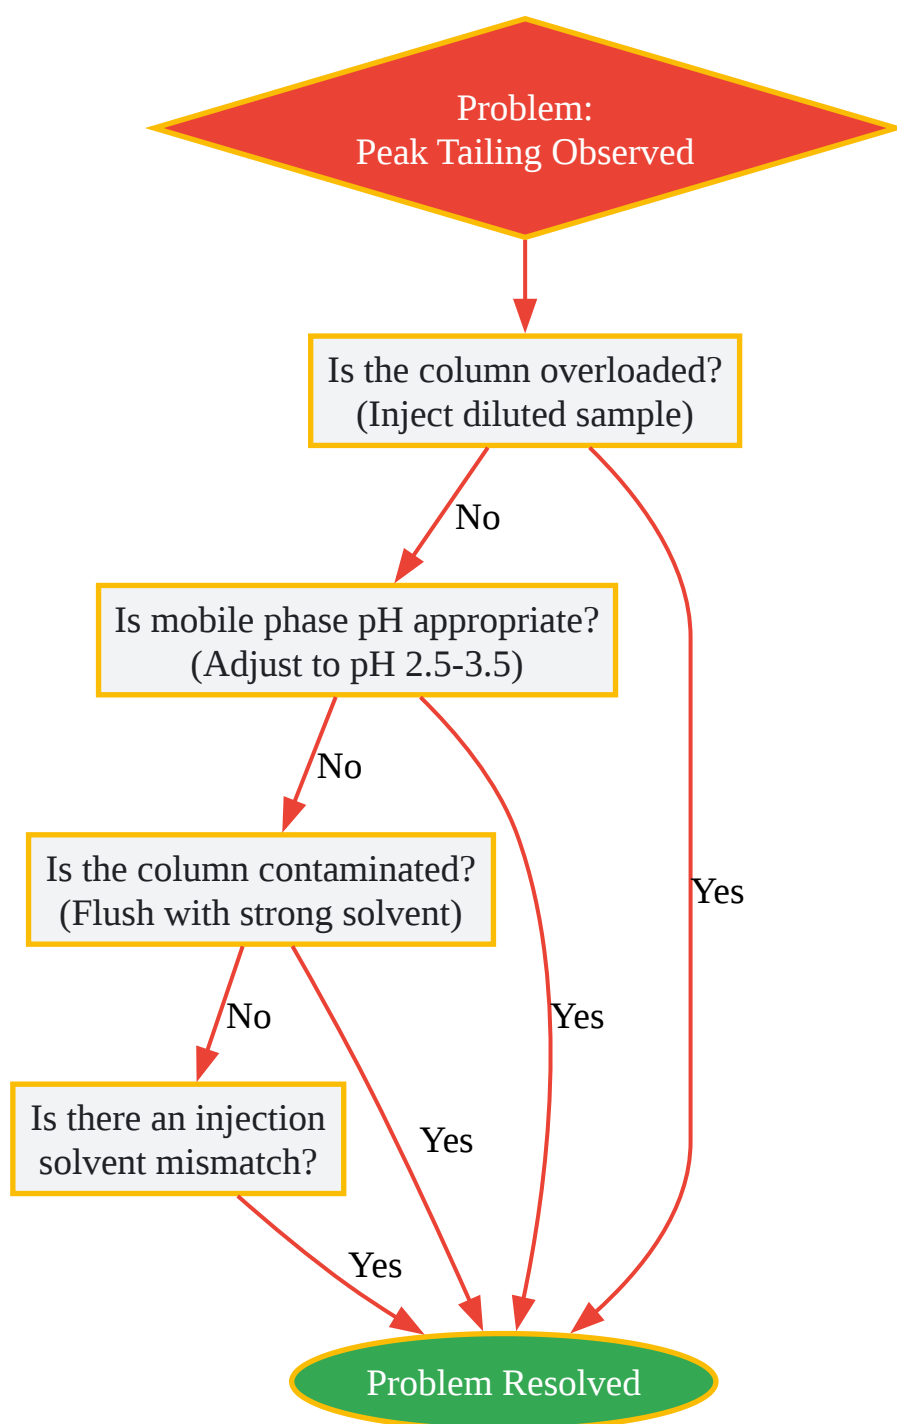 Problem:
Peak Tailing Observed
Is the column overloaded?
(Inject diluted sample)
No
Is mobile phase pH appropriate?
(Adjust to pH 2.5-3.5)
No
Is the column contaminated?
(Flush with strong solvent)
Yes
No
Yes
Is there an injection
solvent mismatch?
Yes
Yes
Problem Resolved